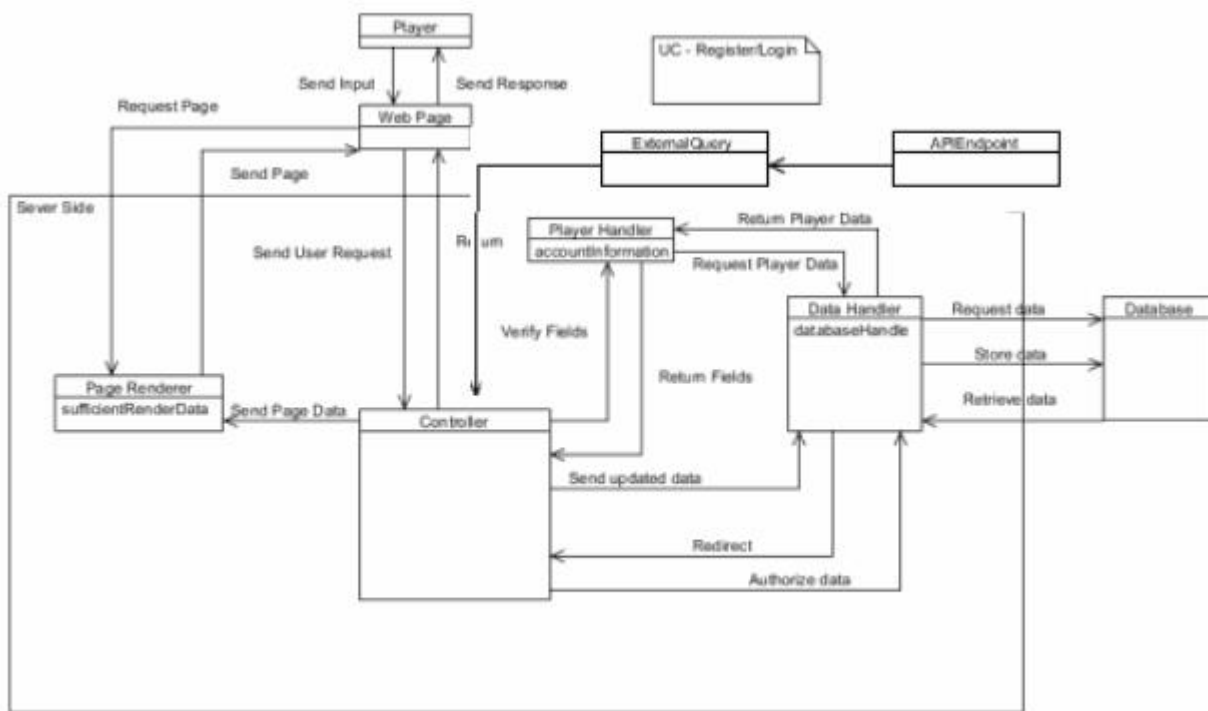 Player
UC - Register/Login
Send Input
Send Response
Request Page
Web Page
ExternalQuery
APIEndpoint
Send Page
Sever Side
Return Player Data
Player Handler
Send User Request
accountInformation
Request Player Data
Data Handler
Request data
Database
databaseHandle
Verify Fields
Store data
Return Fields
Page Renderer
Retrieve data
sufficientRenderData
Send Page Data
Controller
Send updated data
Redirect
Authorize data